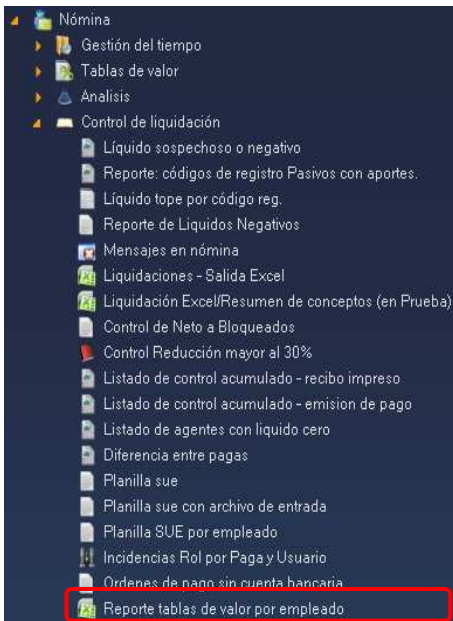 Nómina
Gestión del tiempo
Tablas de valor
Analisis
Control de liquidación
Líquido sospechoso o negativo
Reporte: códigos de registro Pasivos con aportes.
Líquido tope por código reg.
Reporte de Liquidos Negativos
Mensajes en nómina
Liquidaciones - Salida Excel
Liquidación Excel/Resumen de conceptos (en Prueba)
Control de Neto a Bloqueados
Control Reducción mayor al 30%
Listado de control acumulado - recibo impreso
Listado de control acumulado - emision de pago
Listado de agentes con liquido cero
Diferencia entre pagas
Planilla sue
Planilla sue con archivo de entrada
Planilla SUE por empleado
Incidencias Rol por Paga y Usuario
Ordenes de pago sin cuenta bancaria
Reporte tablas de valor por empleado